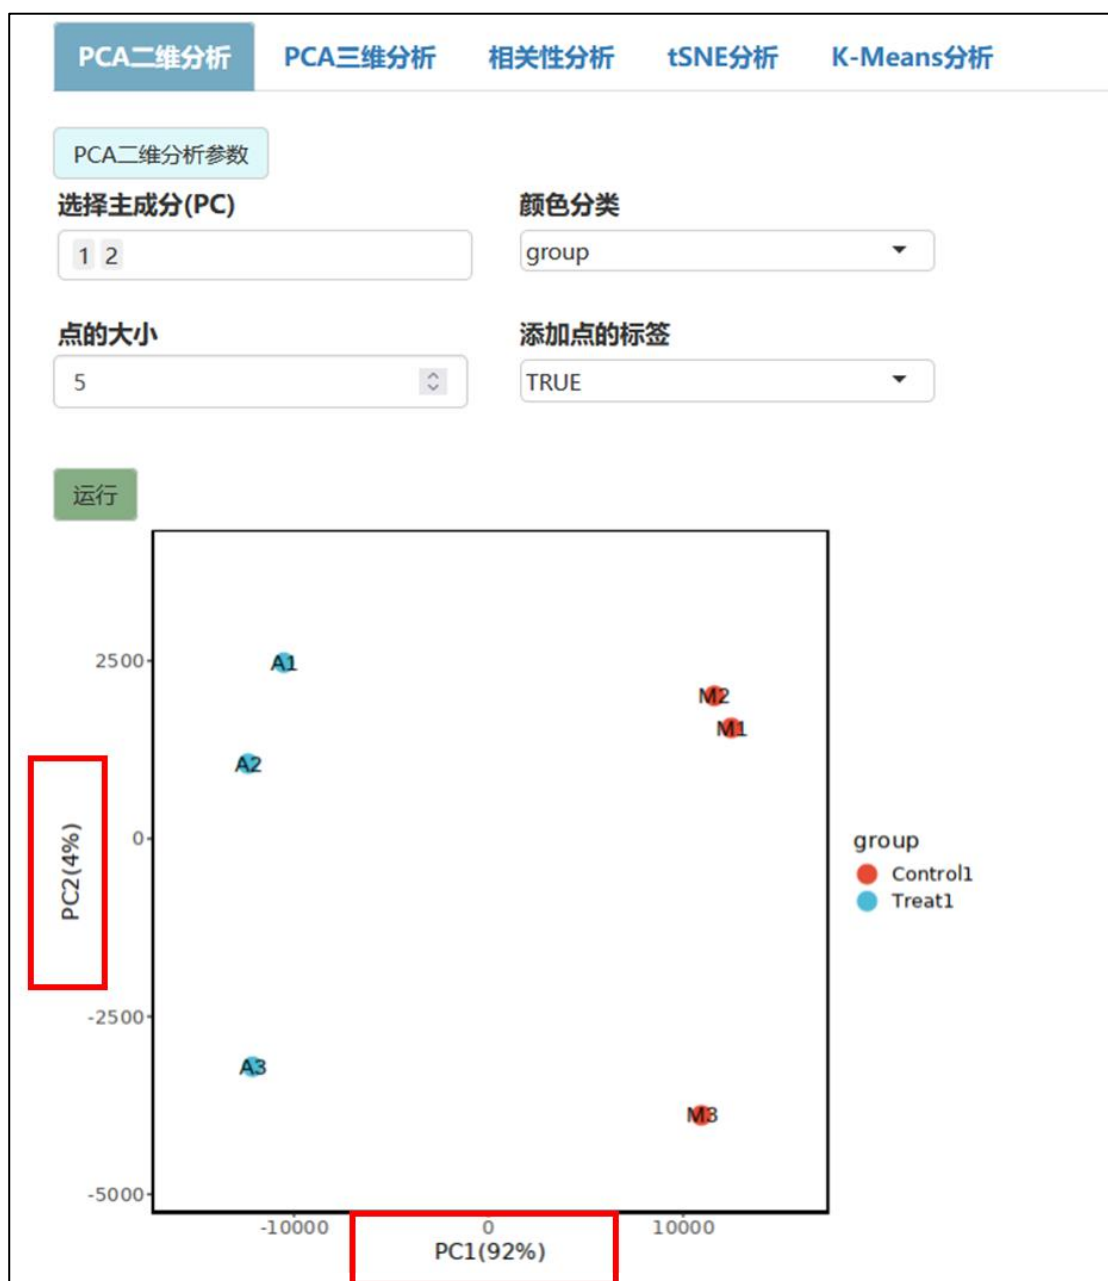 PCA二维分析 PCA三维分析 相关性分析 tSNE分析 K-Means分析
PCA二维分析参数
选择主成分(PC) 颜色分类
1 2 group
点的大小 添加点的标签
5 TRUE
运行
2500
A1
M2
M1
A2
0
PC2(4%)
group
Control1
Treat1
-2500
A3
M3
-5000
-10000 0 10000
PC1(92%)